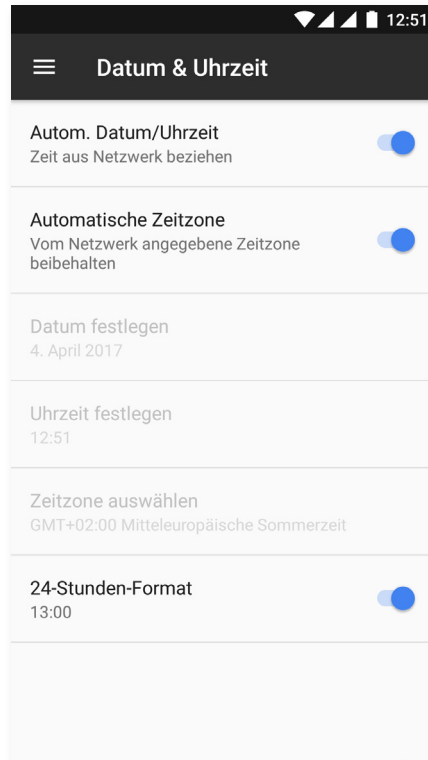 12:51
Datum & Uhrzeit
Autom. Datum/Uhrzeit
Zeit aus Netzwerk beziehen
Automatische Zeitzone
Vom Netzwerk angegebene Zeitzone
beibehalten
Datum festlegen
4. April 2017
Uhrzeit festlegen
12:51
Zeitzone auswählen
GMT+02:00 Mitteleuropäische Sommerzeit
24-Stunden-Format
13:00